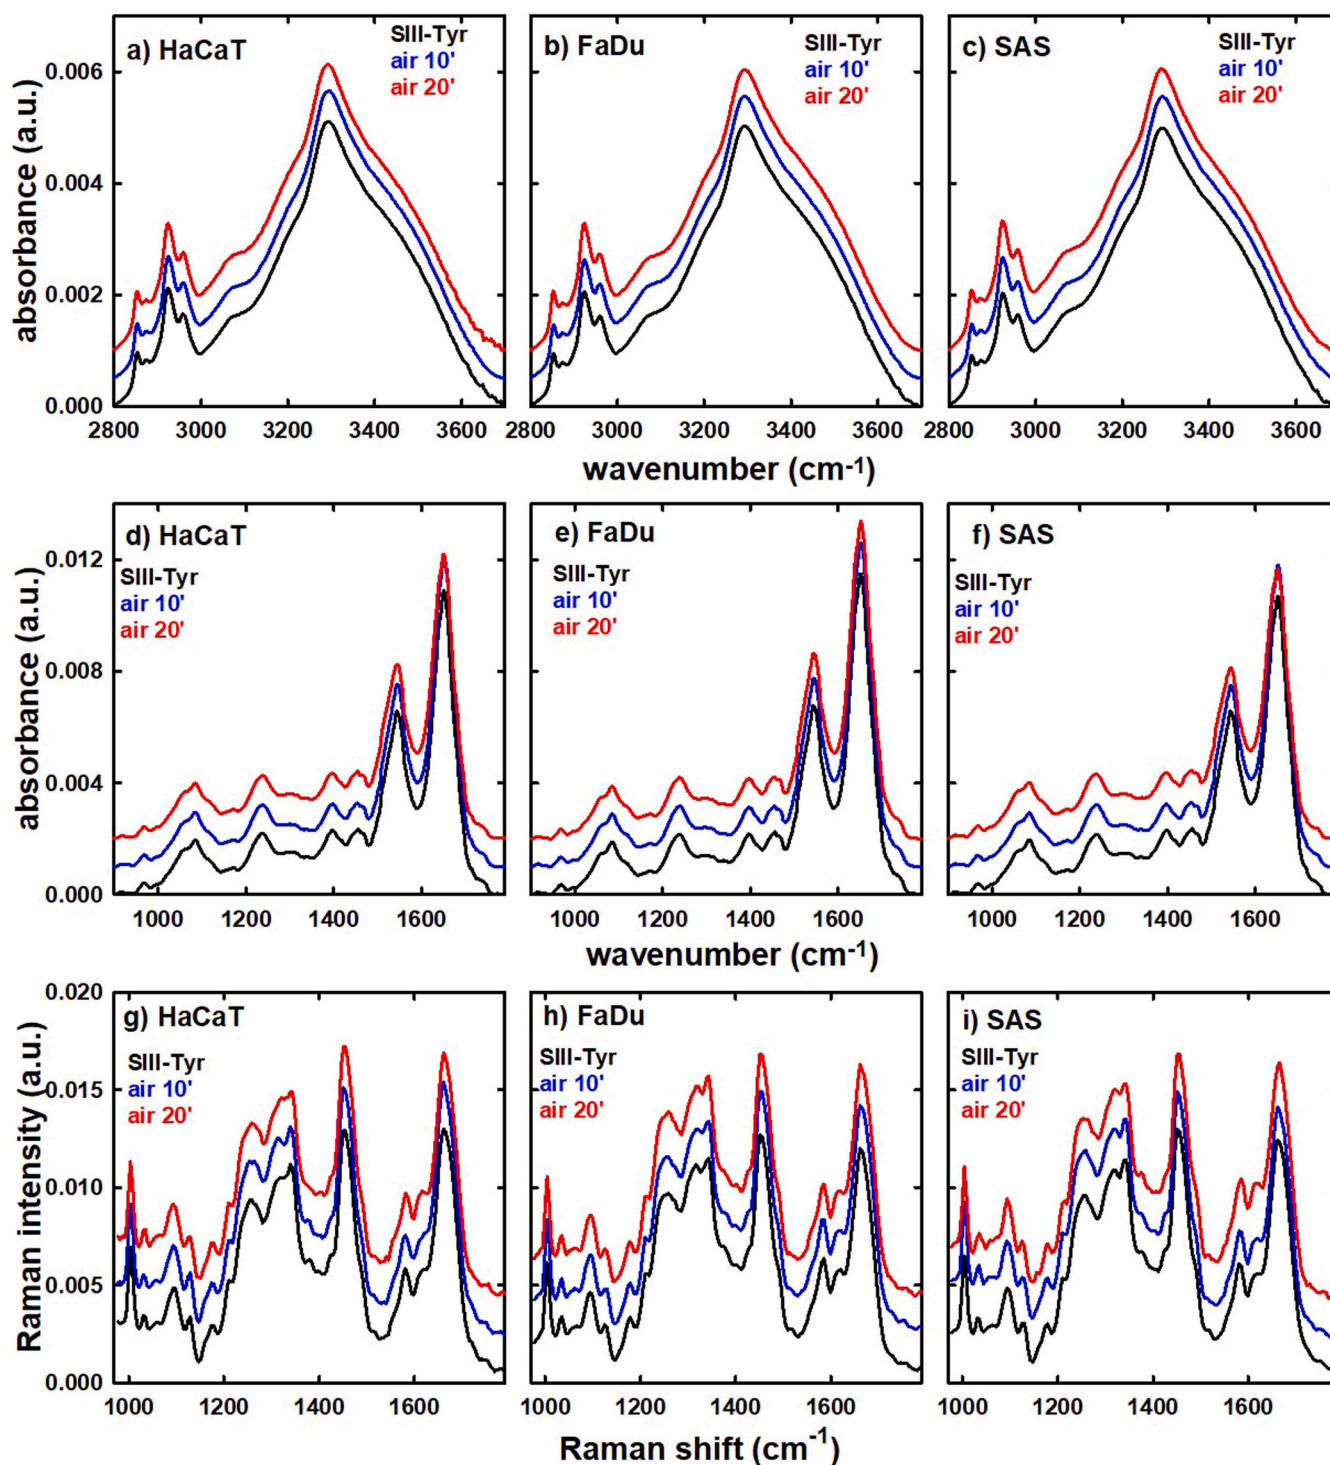 a) HaCaT
SIII-Tyr
air 10'
air 20'
b) FaDu
SIII-Tyr
air 10'
air 20'
c) SAS
SIII-Tyr
air 10'
air 20'
absorbance (a.u.)
0.006
0.004
0.002
0.000
2800 3000 3200 3400 3600
2800 3000 3200 3400 3600
2800 3000 3200 3400 3600
wavenumber (cm-1)
d) HaCaT
SIII-Tyr
air 10'
air 20'
e) FaDu
SIII-Tyr
air 10'
air 20'
f) SAS
SIII-Tyr
air 10'
air 20'
absorbance (a.u.)
0.012
0.008
0.004
0.000
1000 1200 1400 1600
1000 1200 1400 1600
1000 1200 1400 1600
wavenumber (cm-1)
g) HaCaT
SIII-Tyr
air 10'
air 20'
h) FaDu
SIII-Tyr
air 10'
air 20'
i) SAS
SIII-Tyr
air 10'
air 20'
Raman intensity (a.u.)
0.020
0.015
0.010
0.005
0.000
1000 1200 1400 1600
1000 1200 1400 1600
1000 1200 1400 1600
Raman shift (cm-1)